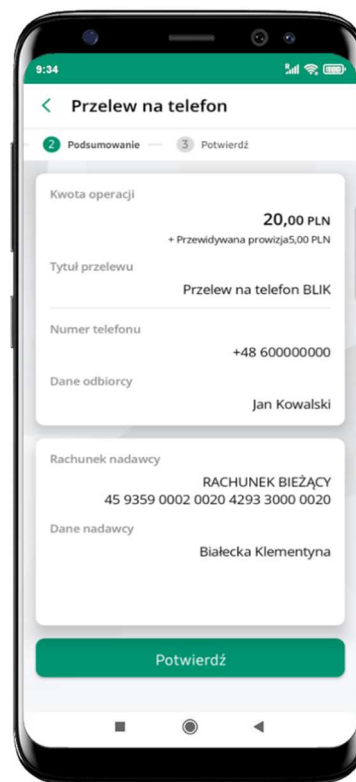 9:34
Przelew na telefon
2 Podsumowanie 3 Potwierdź
Kwota operacji
20,00 PLN
+ Przewidywana prowizja5,00 PLN
Tytuł przelewu
Przelew na telefon BLIK
Numer telefonu
+48 600000000
Dane odbiorcy
Jan Kowalski
Rachunek nadawcy
RACHUNEK BIEŻĄCY
45 9359 0002 0020 4293 3000 0020
Dane nadawcy
Białecka Klementyna
Potwierdź